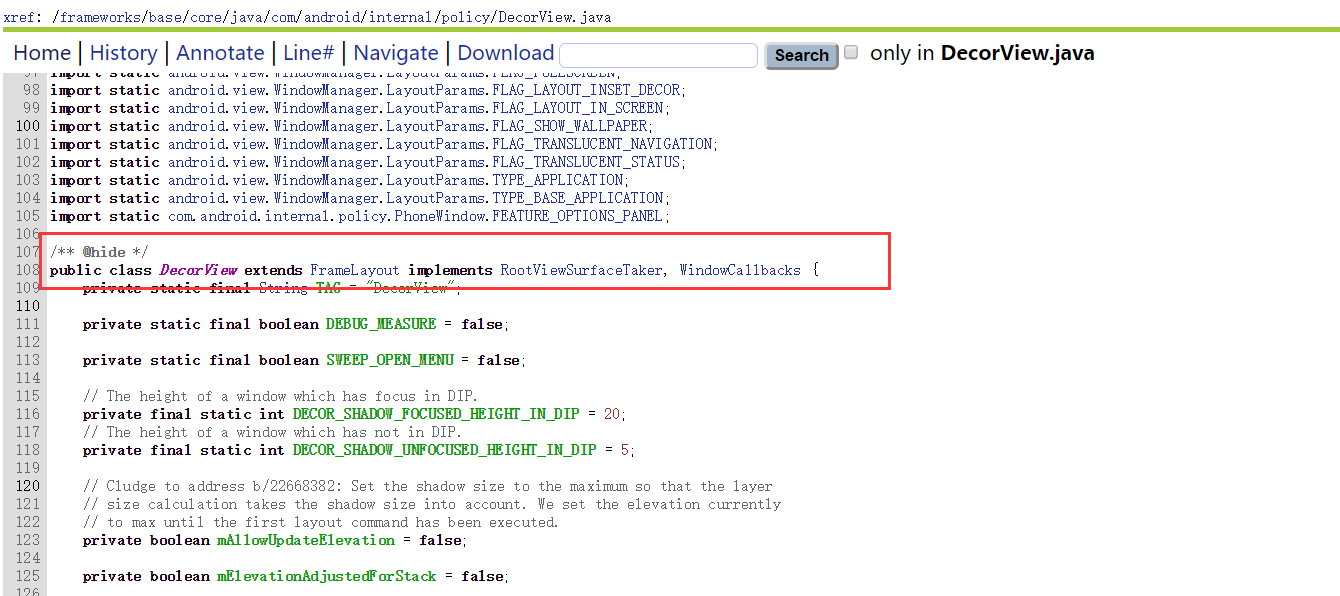 xref: /frameworks/base/core/java/com/android/internal/policy/DecorView.java
Home | History | Annotate | Line# | Navigate | Download Search only in DecorView.java
97 import static android.view.WindowManager.LayoutParams.FLAG_FULLSCREEN;
98 import static android.view.WindowManager.LayoutParams.FLAG_LAYOUT_INSET_DECOR;
99 import static android.view.WindowManager.LayoutParams.FLAG_LAYOUT_IN_SCREEN;
100 import static android.view.WindowManager.LayoutParams.FLAG_SHOW_WALLPAPER;
101 import static android.view.WindowManager.LayoutParams.FLAG_TRANSLUCENT_NAVIGATION;
102 import static android.view.WindowManager.LayoutParams.FLAG_TRANSLUCENT_STATUS;
103 import static android.view.WindowManager.LayoutParams.TYPE_APPLICATION;
104 import static android.view.WindowManager.LayoutParams.TYPE_BASE_APPLICATION;
105 import static com.android.internal.policy.PhoneWindow.FEATURE_OPTIONS_PANEL;
106
107 /** @hide */
108 public class DecorView extends FrameLayout implements RootViewSurfaceTaker, WindowCallbacks {
109     private static final String TAG = "DecorView";
110
111     private static final boolean DEBUG_MEASURE = false;
112
113     private static final boolean SWEEP_OPEN_MENU = false;
114
115     // The height of a window which has focus in DIP.
116     private final static int DECOR_SHADOW_FOCUSED_HEIGHT_IN_DIP = 20;
117     // The height of a window which has not in DIP.
118     private final static int DECOR_SHADOW_UNFOCUSED_HEIGHT_IN_DIP = 5;
119
120     // Cludge to address b/22668382: Set the shadow size to the maximum so that the layer
121     // size calculation takes the shadow size into account. We set the elevation currently
122     // to max until the first layout command has been executed.
123     private boolean mAllowUpdateElevation = false;
124
125     private boolean mElevationAdjustedForStack = false;
126